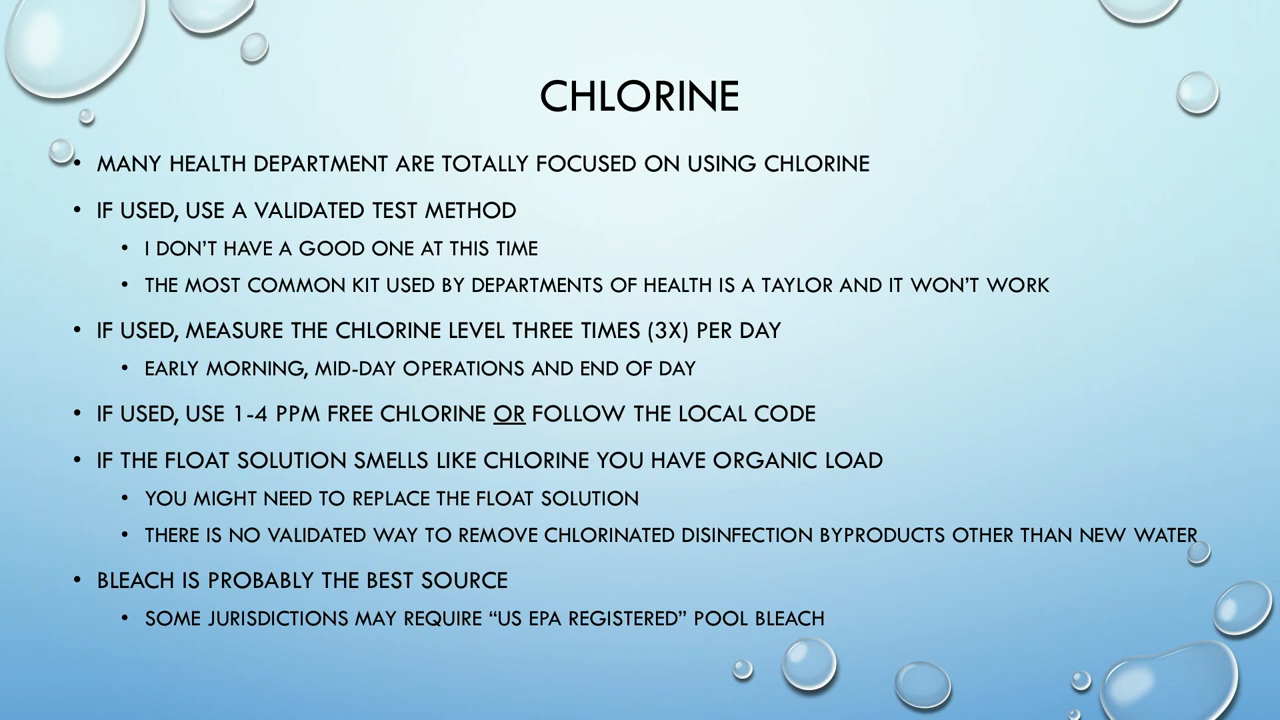 CHLORINE
• MANY HEALTH DEPARTMENT ARE TOTALLY FOCUSED ON USING CHLORINE
• IF USED, USE A VALIDATED TEST METHOD
• I DON’T HAVE A GOOD ONE AT THIS TIME
• THE MOST COMMON KIT USED BY DEPARTMENTS OF HEALTH IS A TAYLOR AND IT WON’T WORK
• IF USED, MEASURE THE CHLORINE LEVEL THREE TIMES (3X) PER DAY
• EARLY MORNING, MID-DAY OPERATIONS AND END OF DAY
• IF USED, USE 1-4 PPM FREE CHLORINE OR FOLLOW THE LOCAL CODE
• IF THE FLOAT SOLUTION SMELLS LIKE CHLORINE YOU HAVE ORGANIC LOAD
• YOU MIGHT NEED TO REPLACE THE FLOAT SOLUTION
• THERE IS NO VALIDATED WAY TO REMOVE CHLORINATED DISINFECTION BYPRODUCTS OTHER THAN NEW WATER
• BLEACH IS PROBABLY THE BEST SOURCE
• SOME JURISDICTIONS MAY REQUIRE “US EPA REGISTERED” POOL BLEACH